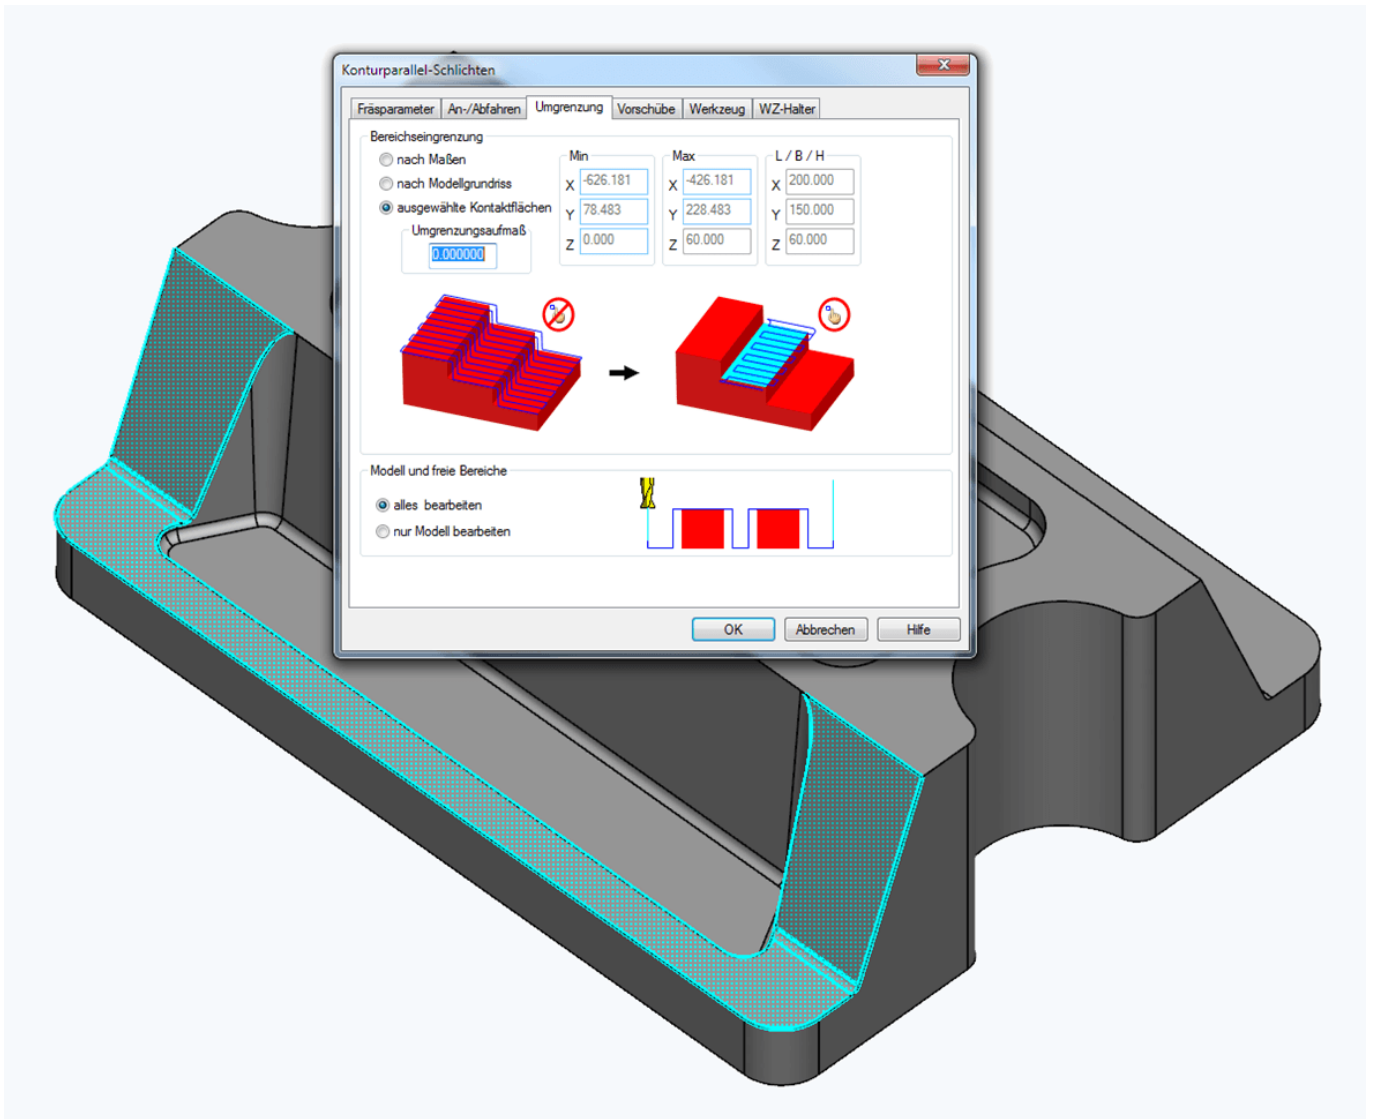 Konturparallel-Schlichten
Fräsparameter An-/Abfahren Umgrenzung Vorschübe Werkzeug WZ-Halter
Bereichseingrenzung
nach Maßen
nach Modellgrundriss
ausgewählte Kontaktflächen
Umgrenzungsaufmaß
0.000000
Min
X -626.181
Y 78.483
Z 0.000
Max
X -426.181
Y 228.483
Z 60.000
L / B / H
X 200.000
Y 150.000
Z 60.000
Modell und freie Bereiche
alles bearbeiten
nur Modell bearbeiten
OK Abbrechen Hilfe